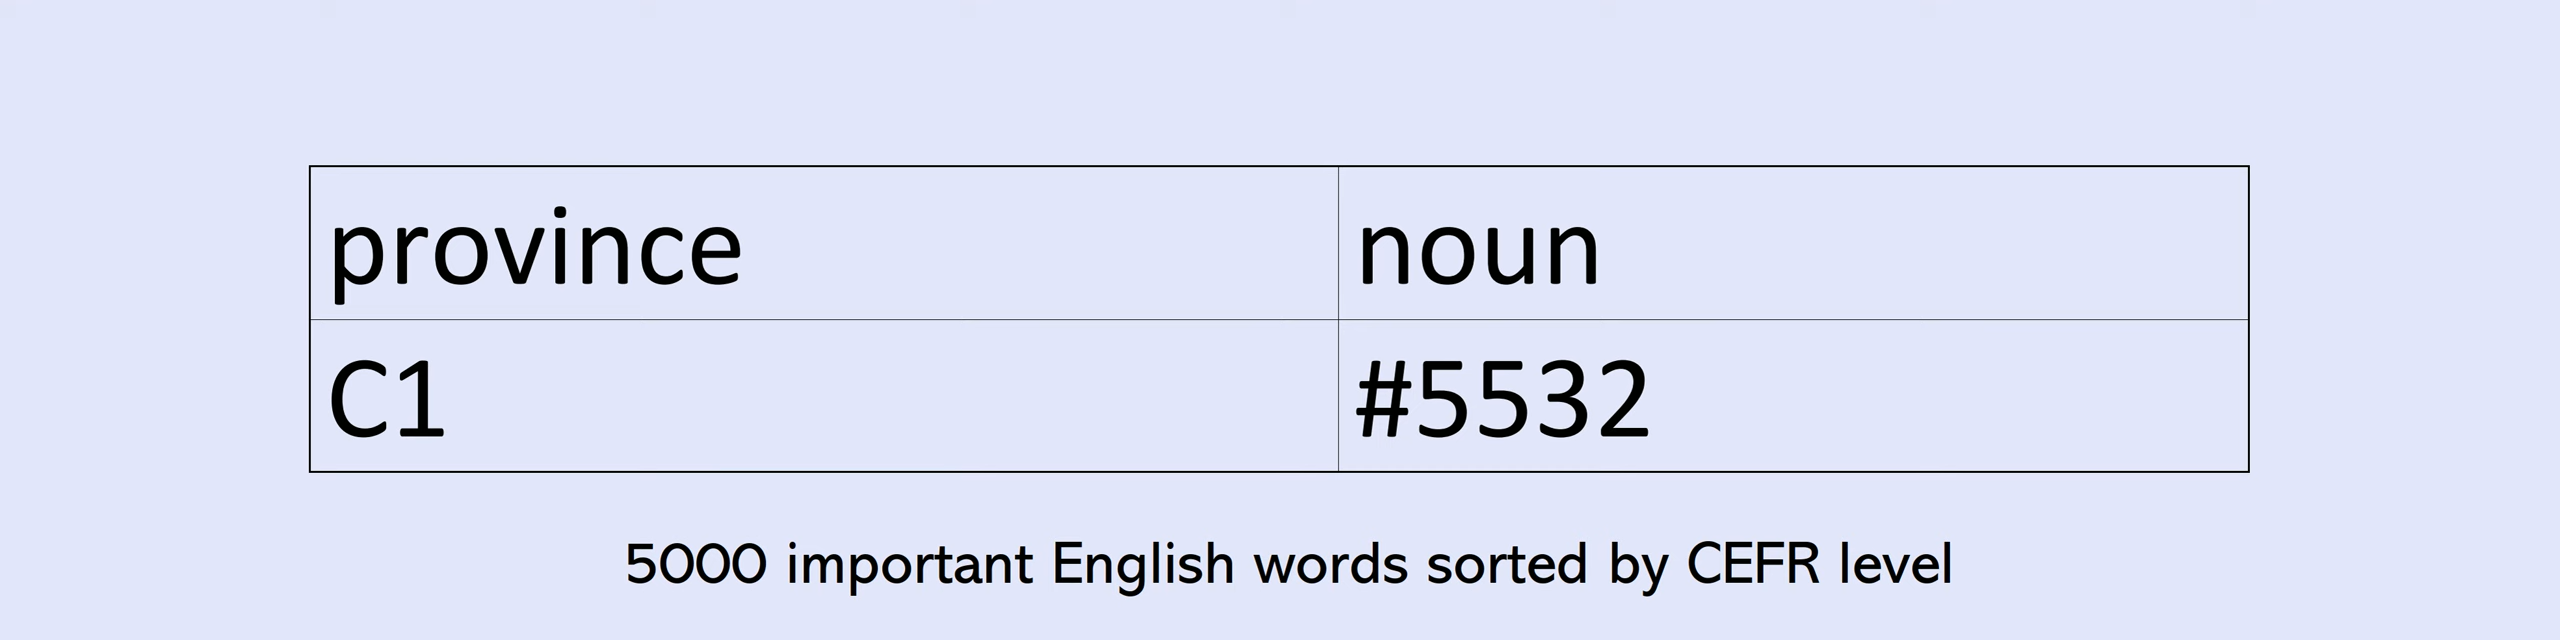 province noun
C1 #5532
5000 important English words sorted by CEFR level